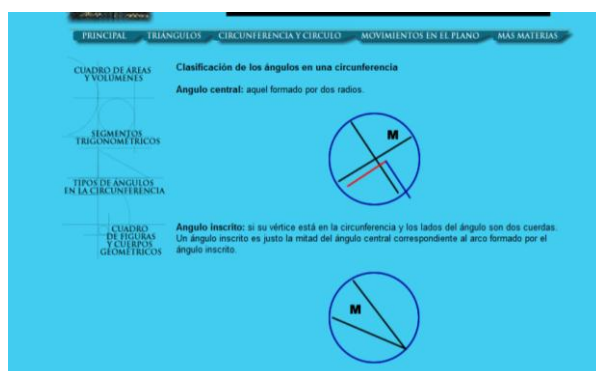 PRINCIPAL TRIÁNGULOS CIRCUNFERENCIA Y CIRCULO MOVIMIENTOS EN EL PLANO MÁS MATERIAS
CUADRO DE ÁREAS
Y VOLÚMENES
SEGMENTOS
TRIGONOMÉTRICOS
TIPOS DE ÁNGULOS
EN LA CIRCUNFERENCIA
CUADRO
DE FIGURAS
Y CUERPOS
GEOMÉTRICOS
Clasificación de los ángulos en una circunferencia
Angulo central: aquel formado por dos radios.
M
Angulo inscrito: si su vértice está en la circunferencia y los lados del ángulo son dos cuerdas.
Un ángulo inscrito es justo la mitad del ángulo central correspondiente al arco formado por el
ángulo inscrito.
M